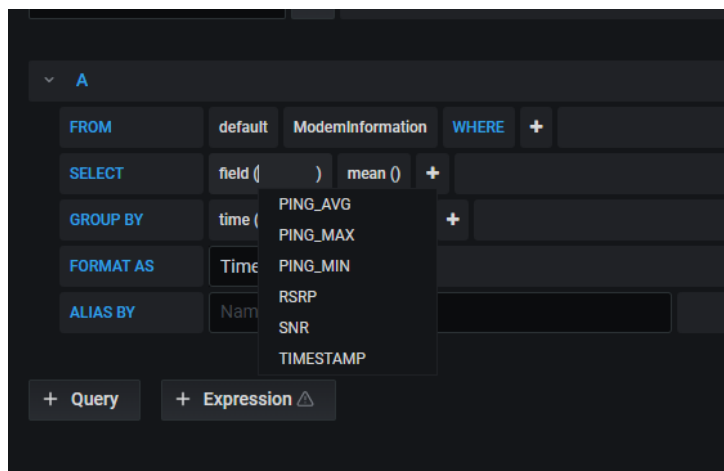 A
FROM default ModemInformation WHERE +
SELECT field ( ) mean () +
PING_AVG
GROUP BY time ( +
PING_MAX
FORMAT AS Time
PING_MIN
RSRP
ALIAS BY Nam
SNR
TIMESTAMP
+ Query + Expression